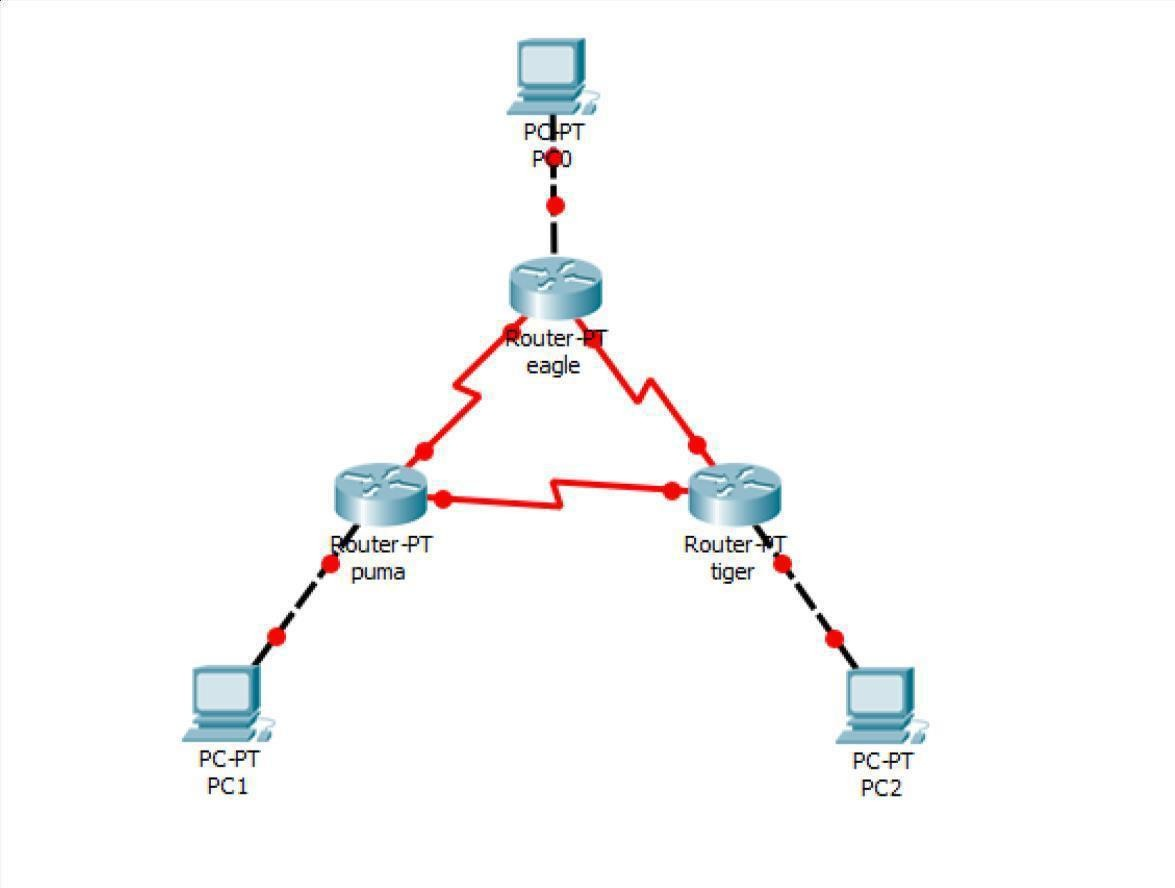 PC-PT
PC0
Router-PT
eagle
Router-PT
puma
Router-PT
tiger
PC-PT
PC1
PC-PT
PC2